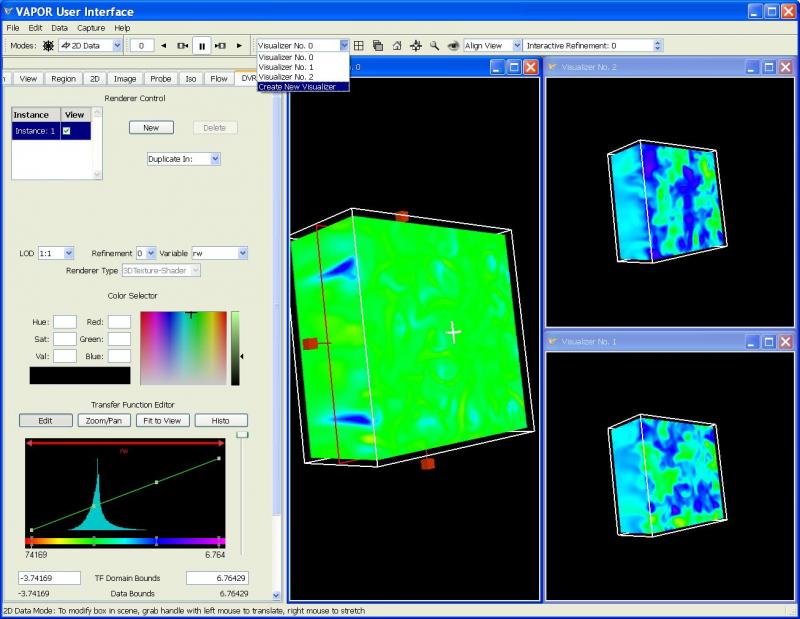 VAPOR User Interface
File Edit Data Capture Help
Modes: 2D Data 0 Visualizer No. 0 Align View Interactive Refinement: 0
Visualizer No. 0
Visualizer No. 1
Visualizer No. 2
Create New Visualizer
View Region 2D Image Probe Iso Flow DVR
Renderer Control
Instance View
Instance: 1
New Delete
Duplicate In:
LOD 1:1 Refinement 0 Variable rw
Renderer Type 3DTexture-Shader
Color Selector
Hue: Red:
Sat: Green:
Val: Blue:
Transfer Function Editor
Edit Zoom/Pan Fit to View Histo
rw
74169 6.764
-3.74169 TF Domain Bounds 6.76429
-3.74169 Data Bounds 6.76429
0
Visualizer No. 2
Visualizer No. 1
2D Data Mode: To modify box in scene, grab handle with left mouse to translate, right mouse to stretch